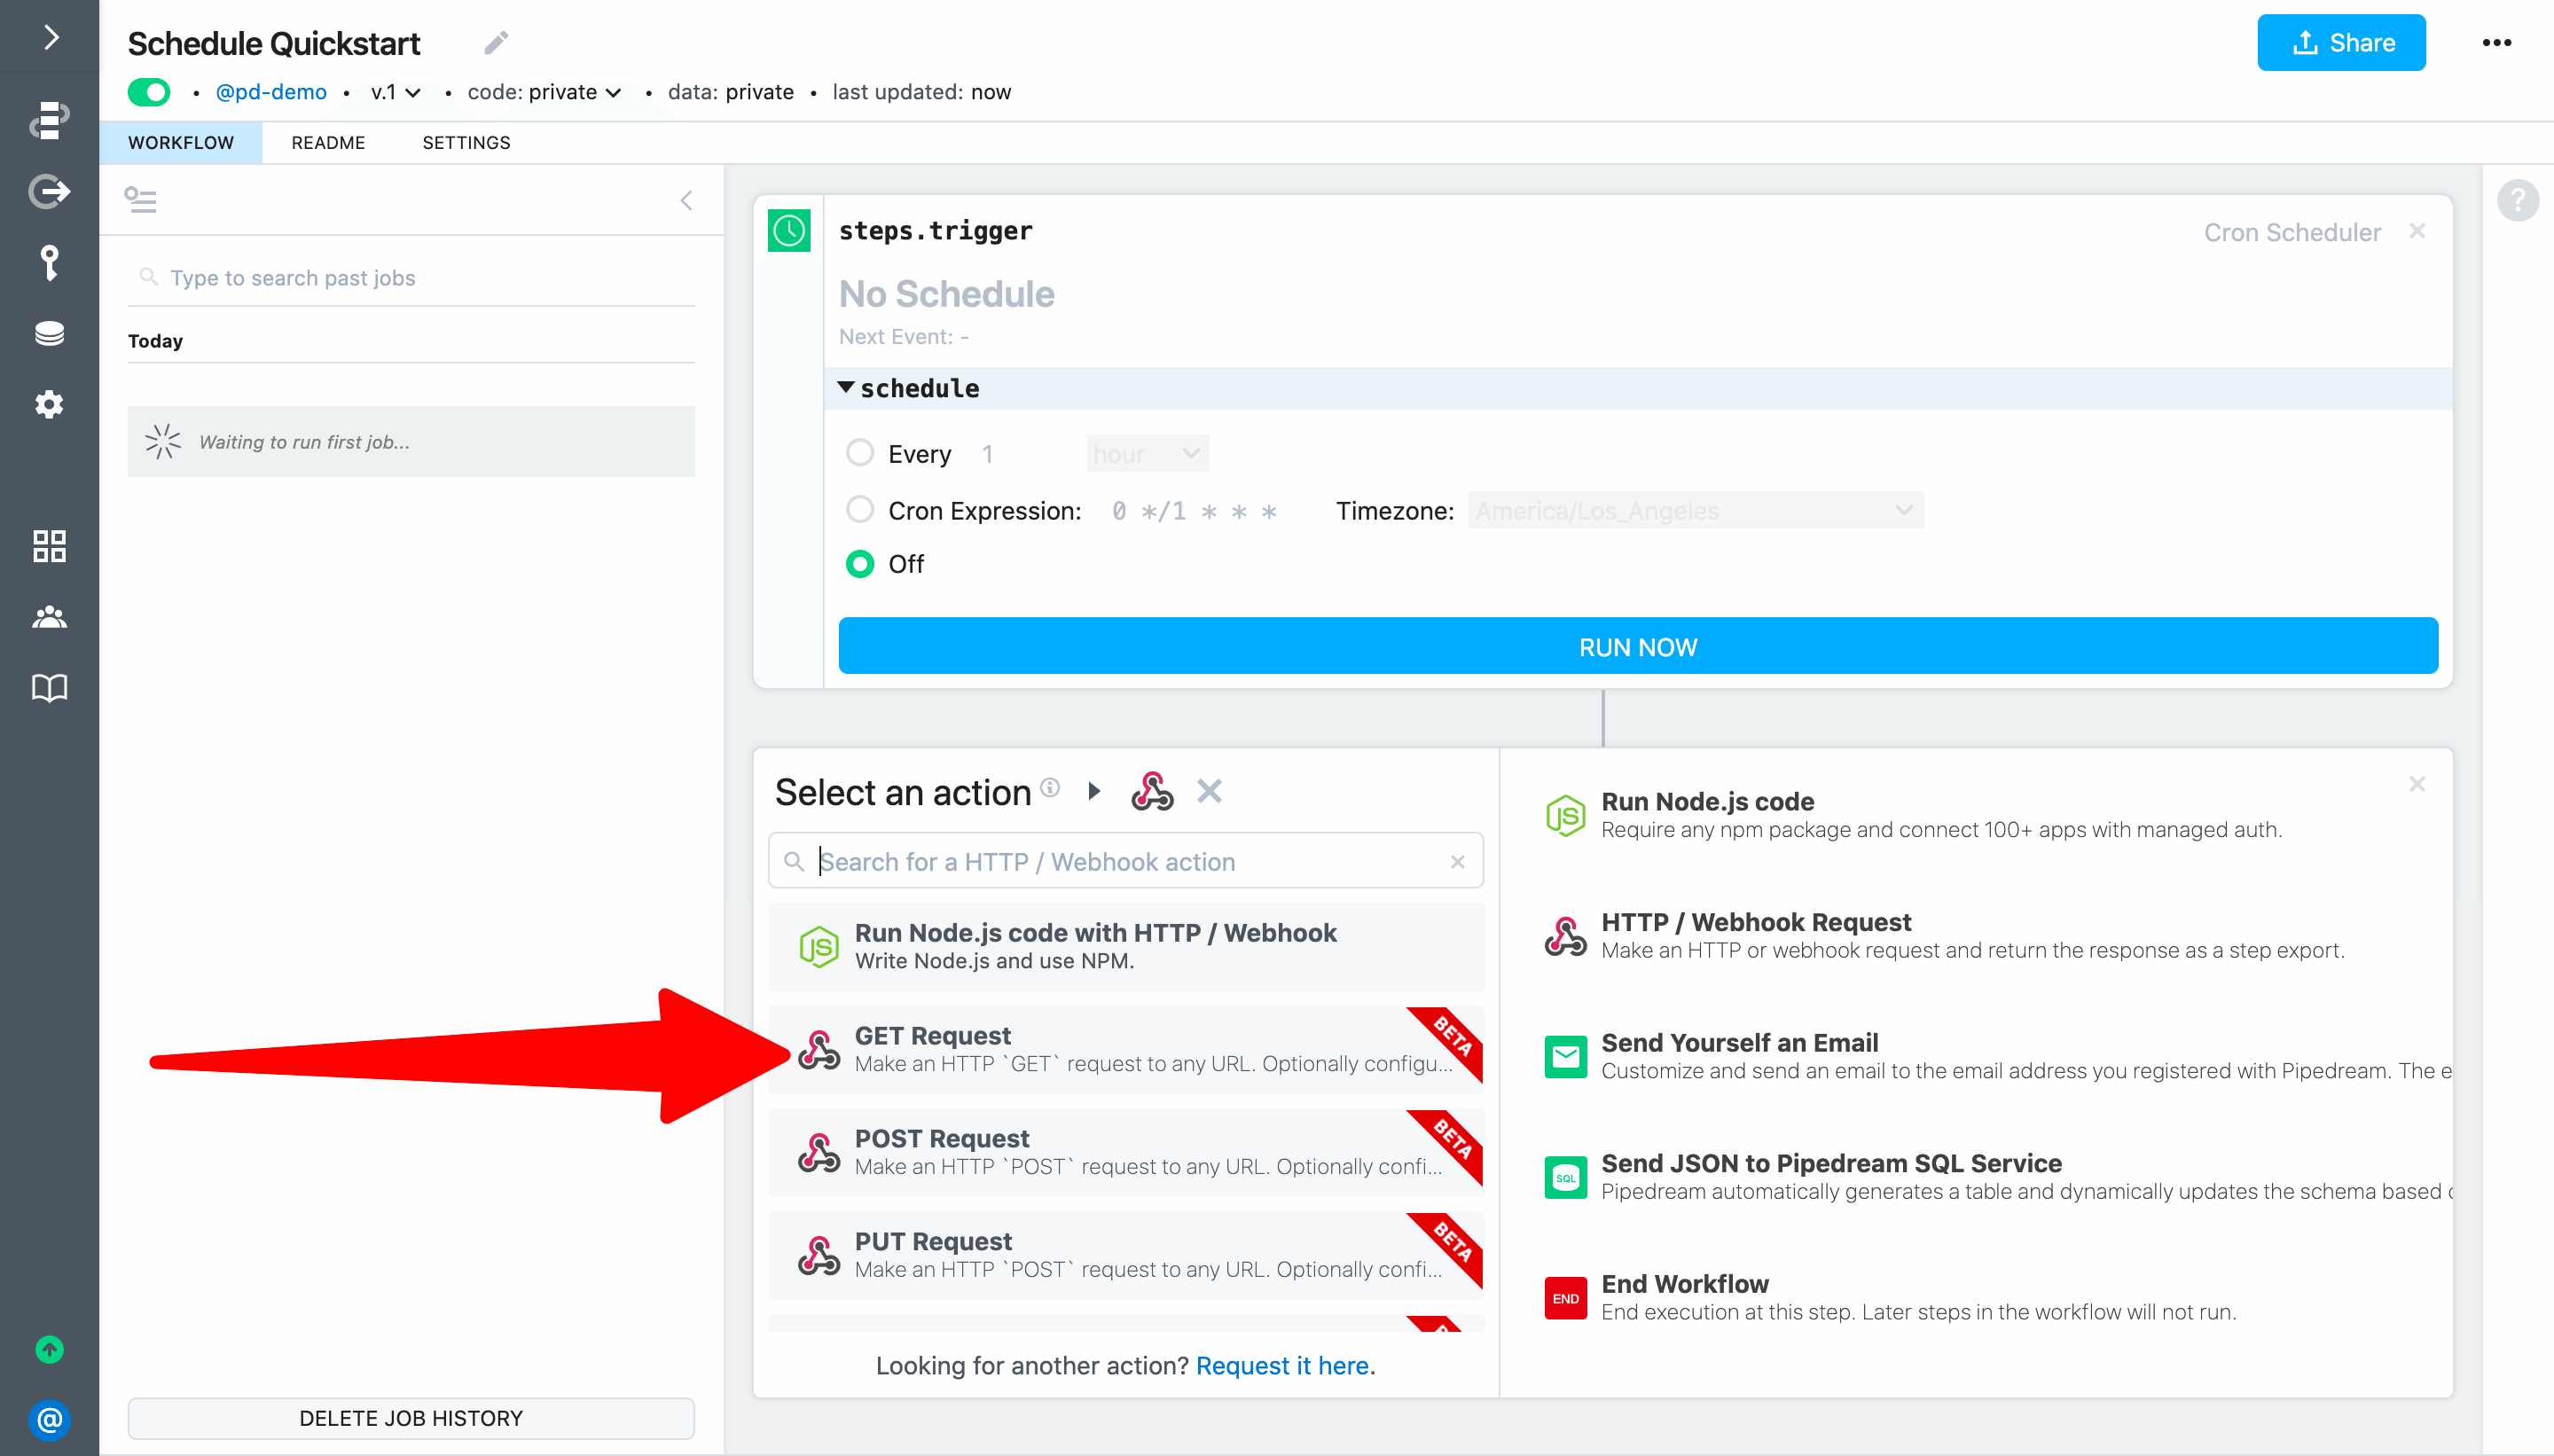 Schedule Quickstart
Share
• @pd-demo • v.1 • code: private • data: private • last updated: now
WORKFLOW README SETTINGS
Type to search past jobs
Today
Waiting to run first job...
DELETE JOB HISTORY
steps.trigger
Cron Scheduler
No Schedule
Next Event: -
schedule
Every 1 hour
Cron Expression: 0 */1 * * * Timezone: America/Los_Angeles
Off
RUN NOW
Select an action
Search for a HTTP / Webhook action
JS
Run Node.js code with HTTP / Webhook
Write Node.js and use NPM.
GET Request
Make an HTTP `GET` request to any URL. Optionally configu...
BETA
POST Request
Make an HTTP `POST` request to any URL. Optionally confi...
BETA
PUT Request
Make an HTTP `POST` request to any URL. Optionally confi...
BETA
Looking for another action? Request it here.
JS
Run Node.js code
Require any npm package and connect 100+ apps with managed auth.
HTTP / Webhook Request
Make an HTTP or webhook request and return the response as a step export.
Send Yourself an Email
Customize and send an email to the email address you registered with Pipedream. The e
SQL
Send JSON to Pipedream SQL Service
Pipedream automatically generates a table and dynamically updates the schema based
END
End Workflow
End execution at this step. Later steps in the workflow will not run.
?
@